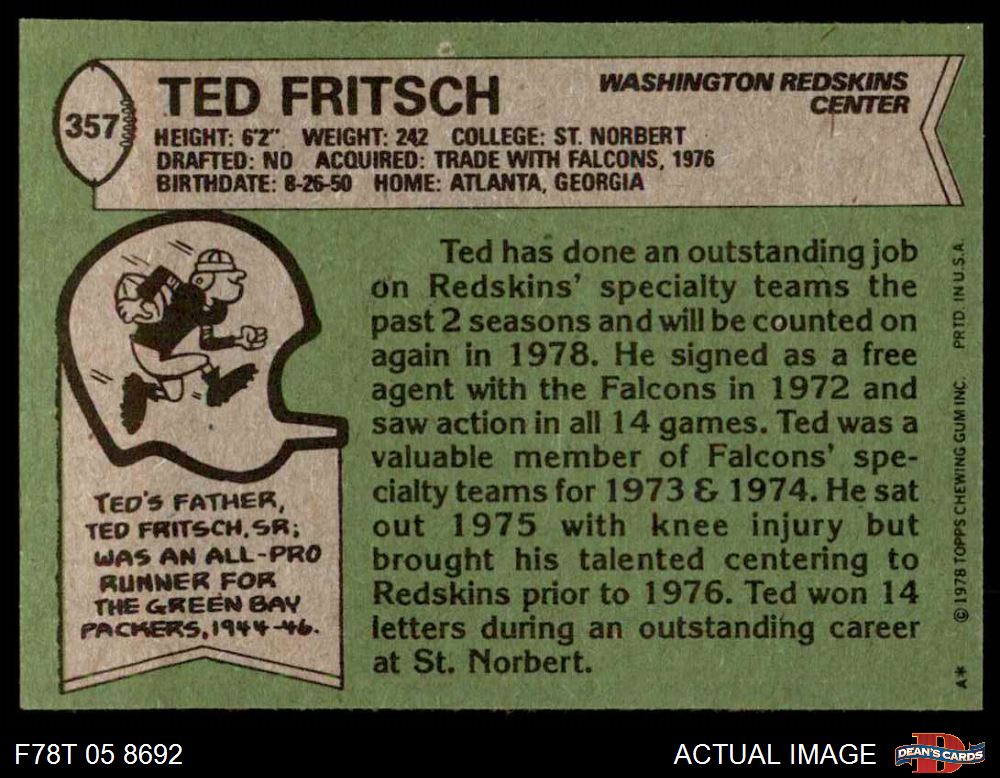 357
TED FRITSCH
WASHINGTON REDSKINS
CENTER
HEIGHT: 6'2" WEIGHT: 242 COLLEGE: ST. NORBERT
DRAFTED: NO ACQUIRED: TRADE WITH FALCONS, 1976
BIRTHDATE: 8-26-50 HOME: ATLANTA, GEORGIA
TED'S FATHER,
TED FRITSCH, SR;
WAS AN ALL-PRO
RUNNER FOR
THE GREEN BAY
PACKERS, 1944-46.
Ted has done an outstanding job
on Redskins' specialty teams the
past 2 seasons and will be counted on
again in 1978. He signed as a free
agent with the Falcons in 1972 and
saw action in all 14 games. Ted was a
valuable member of Falcons' spe-
cialty teams for 1973 & 1974. He sat
out 1975 with knee injury but
brought his talented centering to
Redskins prior to 1976. Ted won 14
letters during an outstanding career
at St. Norbert.
A* © 1978 TOPPS CHEWING GUM INC. PRTD. IN U.S.A.
F78T 05 8692
ACTUAL IMAGE
D
DEAN'S CARDS